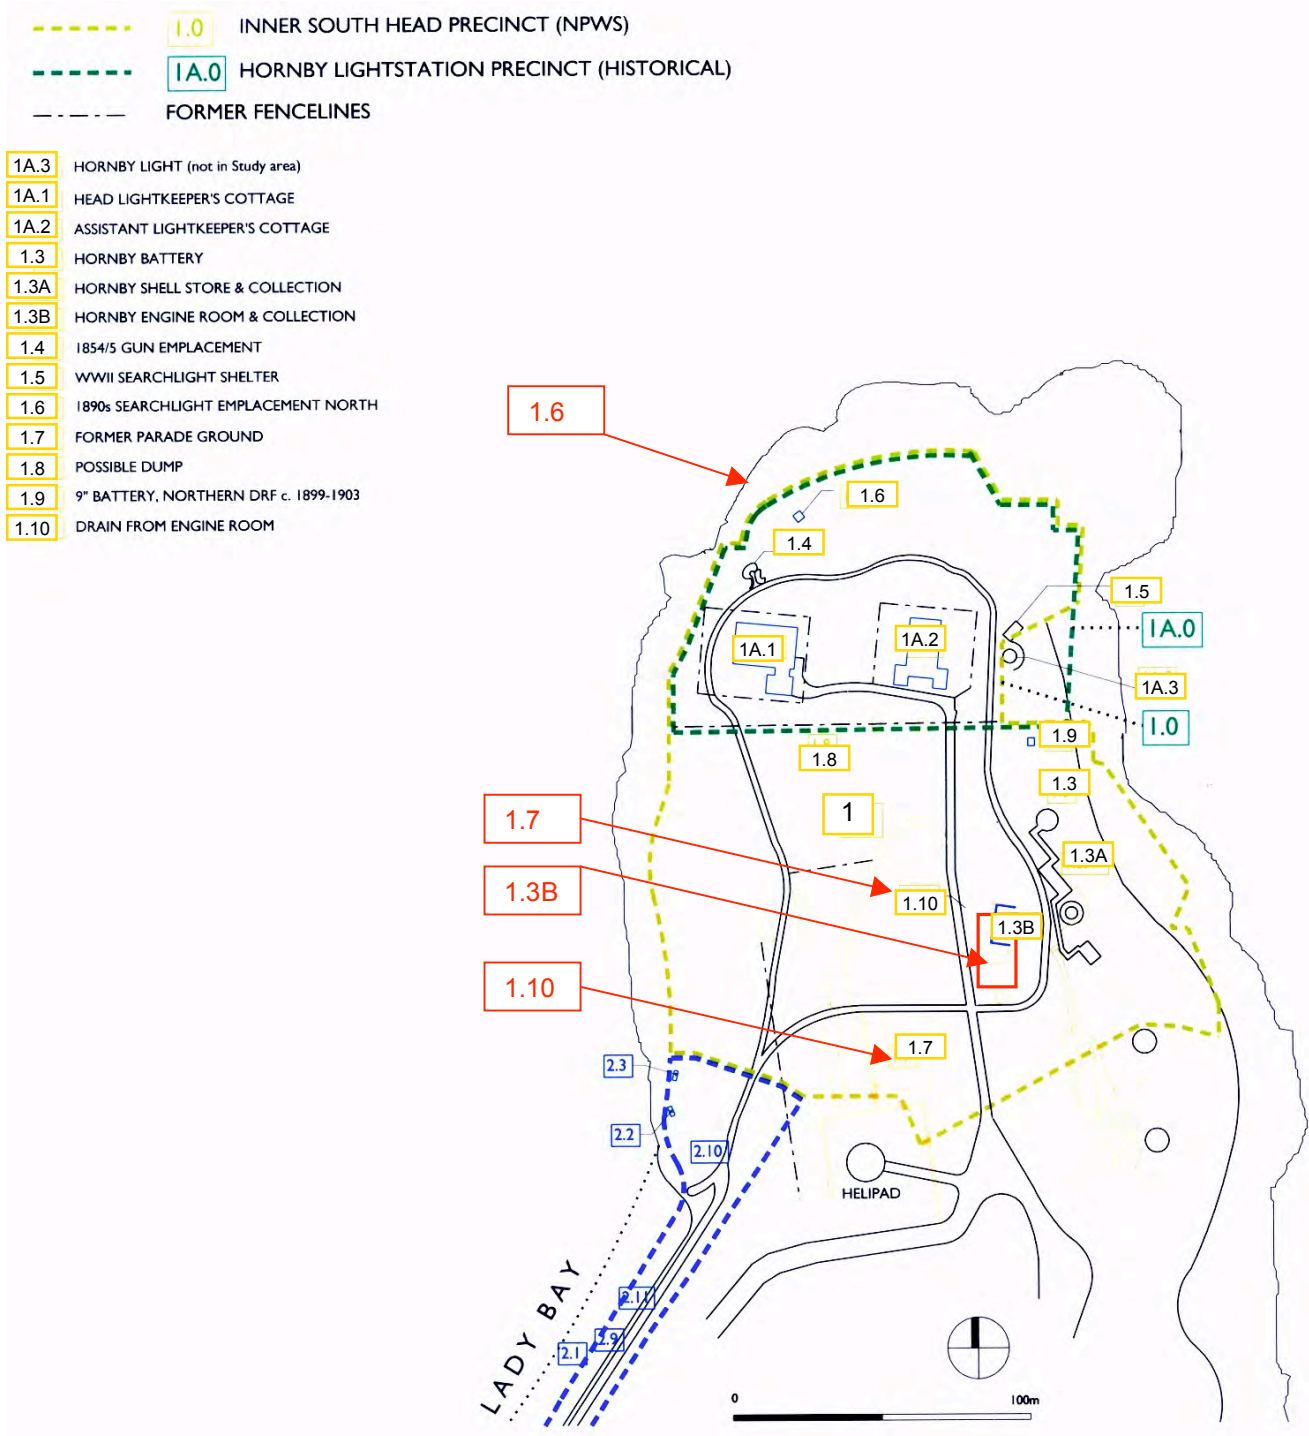 1.0 INNER SOUTH HEAD PRECINCT (NPWS)
1A.0 HORNBY LIGHTSTATION PRECINCT (HISTORICAL)
FORMER FENCELINES
1A.3 HORNBY LIGHT (not in Study area)
1A.1 HEAD LIGHTKEEPER'S COTTAGE
1A.2 ASSISTANT LIGHTKEEPER'S COTTAGE
1.3 HORNBY BATTERY
1.3A HORNBY SHELL STORE & COLLECTION
1.3B HORNBY ENGINE ROOM & COLLECTION
1.4 1854/5 GUN EMPLACEMENT
1.5 WWII SEARCHLIGHT SHELTER
1.6 1890s SEARCHLIGHT EMPLACEMENT NORTH
1.7 FORMER PARADE GROUND
1.8 POSSIBLE DUMP
1.9 9" BATTERY, NORTHERN DRF c. 1899-1903
1.10 DRAIN FROM ENGINE ROOM
1.6
1.6
1.4
1.5
1A.0
1A.1
1A.2
1A.3
1.0
1.9
1.8
1.3
1
1.7
1.3A
1.3B
1.10
1.3B
1.10
1.7
2.3
2.2
2.10
HELIPAD
LADY BAY
2.11
2.9
2.1
0 100m